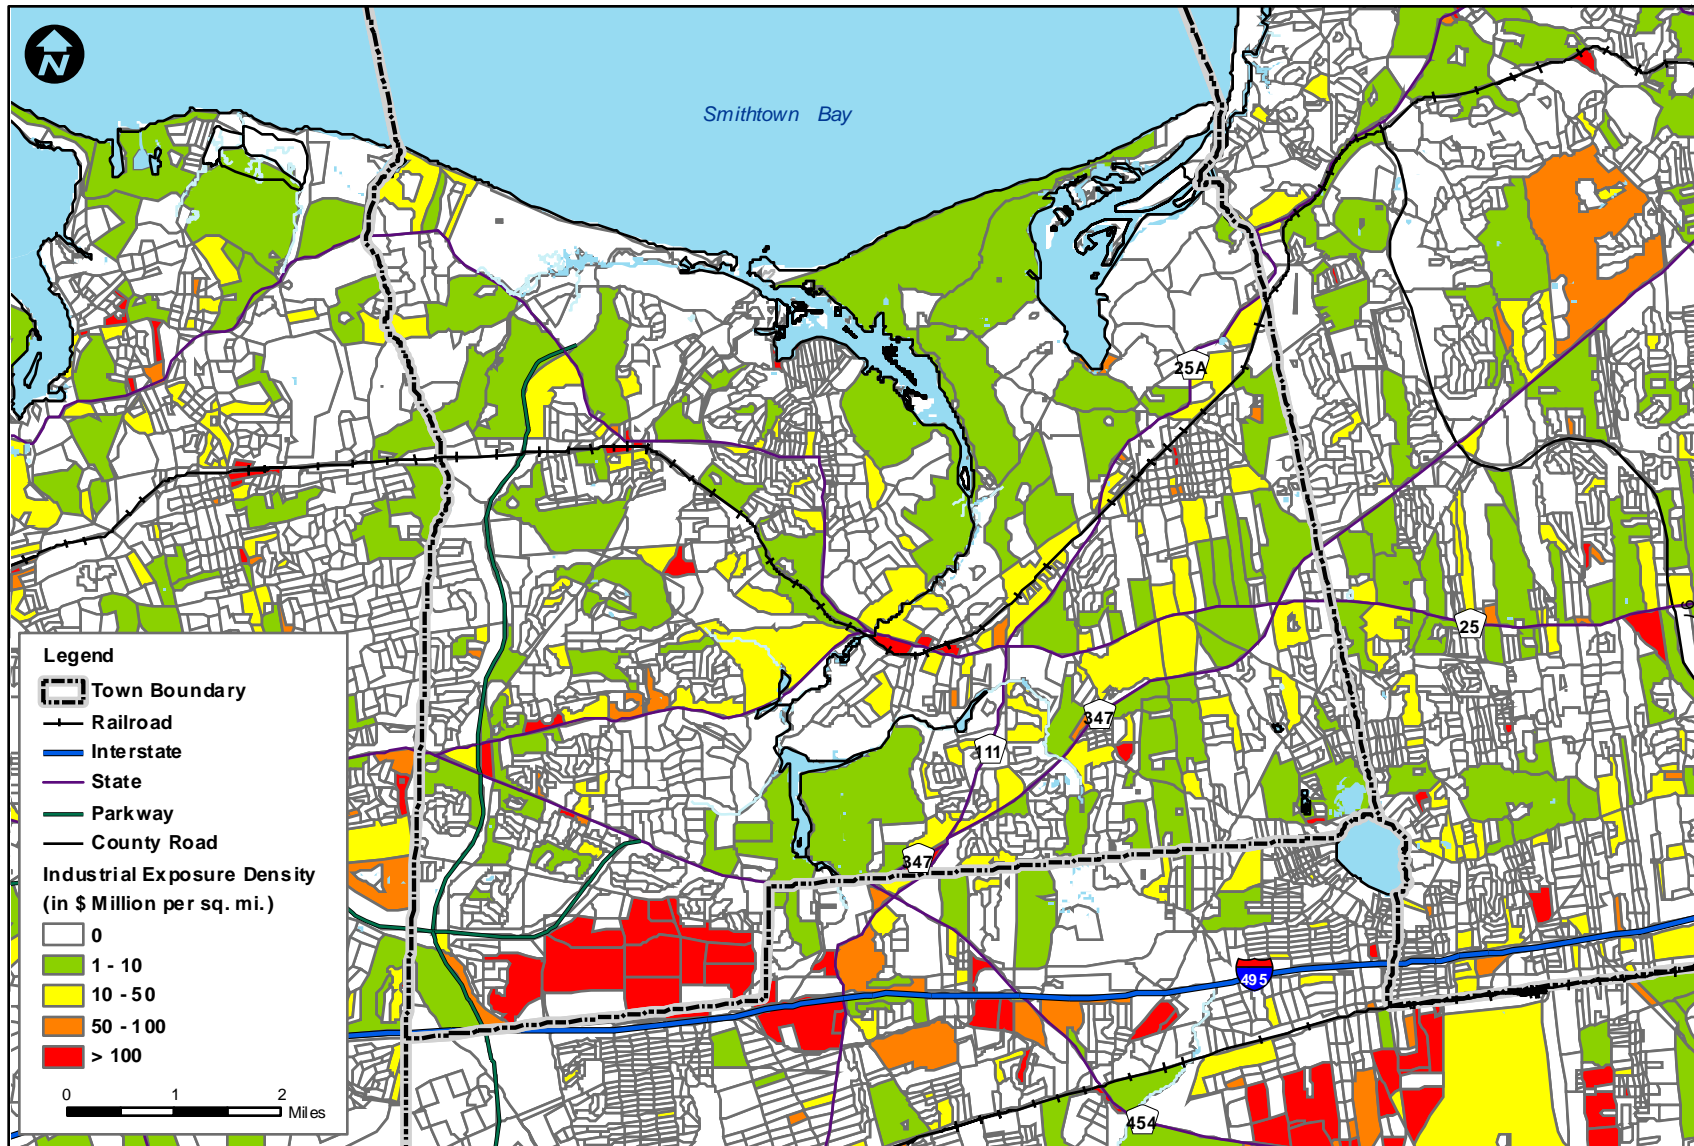 N
Smithtown Bay
25A
25
347
111
347
495
454
Legend
Town Boundary
Railroad
Interstate
State
Parkway
County Road
Industrial Exposure Density
(in $ Million per sq. mi.)
0
1 - 10
10 - 50
50 - 100
> 100
0 1 2
Miles